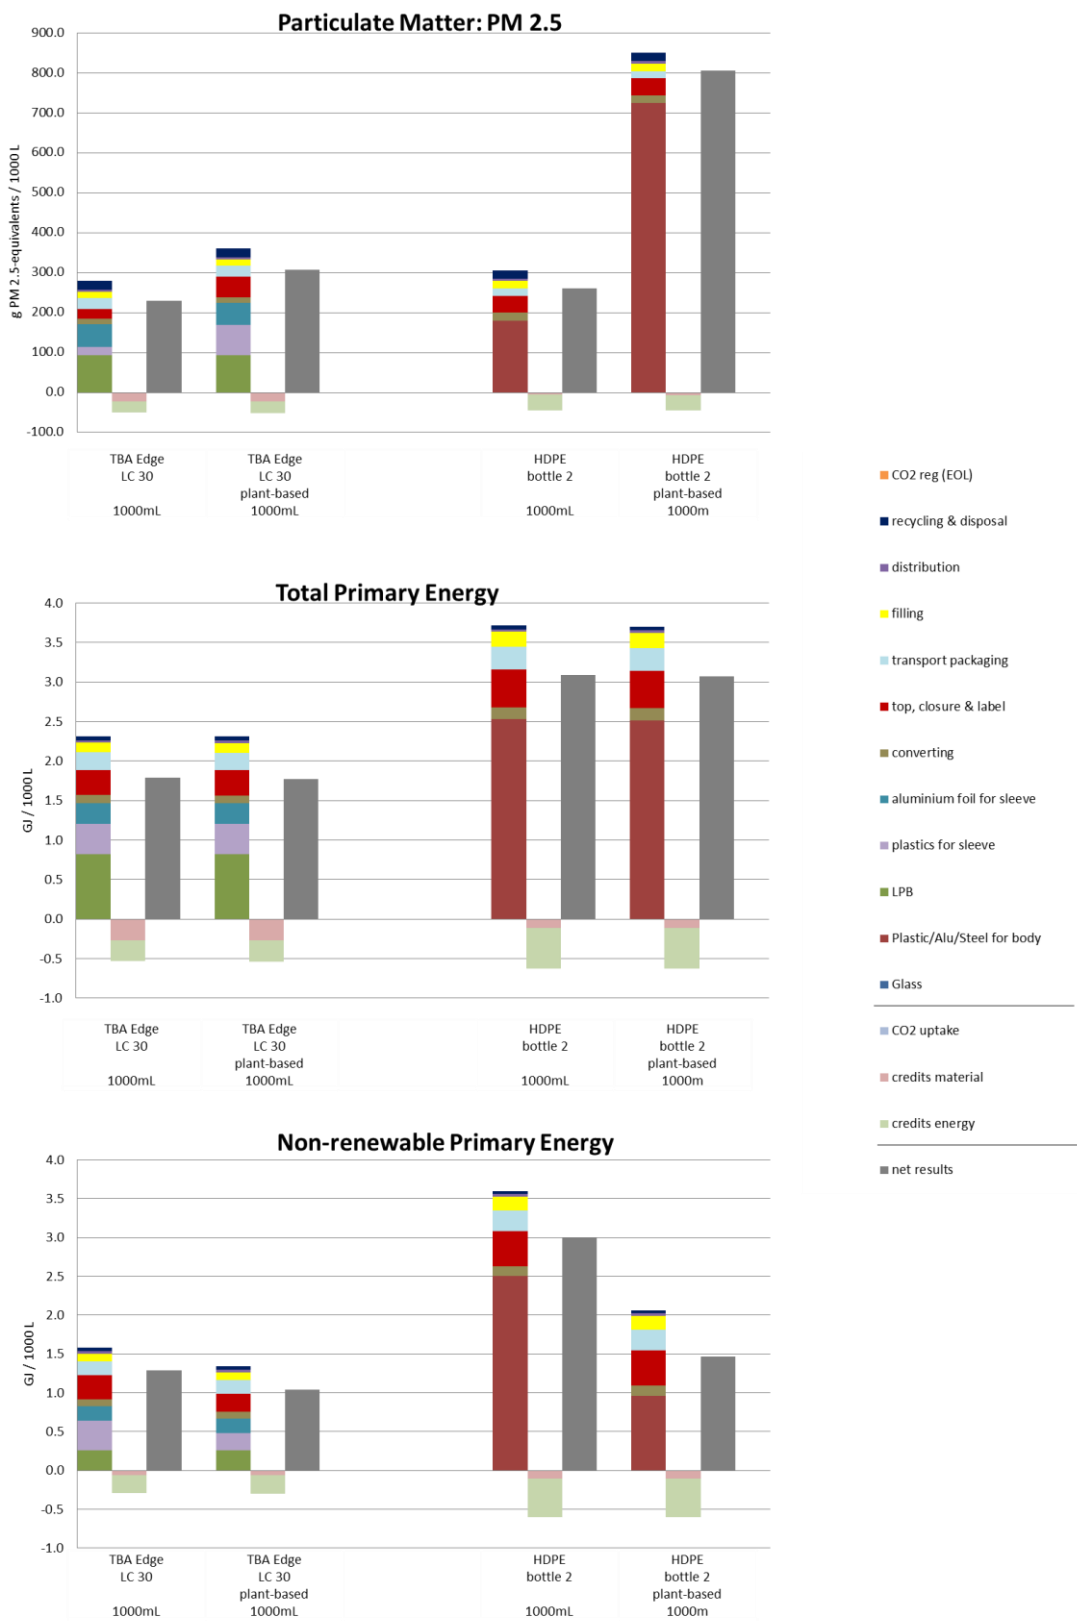 Particulate Matter: PM 2.5
900.0
800.0
700.0
600.0
500.0
400.0
300.0
200.0
100.0
0.0
-100.0
g PM 2.5-equivalents / 1000 L
TBA Edge
LC 30
1000mL
TBA Edge
LC 30
plant-based
1000mL
HDPE
bottle 2
1000mL
HDPE
bottle 2
plant-based
1000m
Total Primary Energy
4.0
3.5
3.0
2.5
2.0
1.5
1.0
0.5
0.0
-0.5
-1.0
GJ / 1000 L
TBA Edge
LC 30
1000mL
TBA Edge
LC 30
plant-based
1000mL
HDPE
bottle 2
1000mL
HDPE
bottle 2
plant-based
1000m
Non-renewable Primary Energy
4.0
3.5
3.0
2.5
2.0
1.5
1.0
0.5
0.0
-0.5
-1.0
GJ / 1000 L
TBA Edge
LC 30
1000mL
TBA Edge
LC 30
plant-based
1000mL
HDPE
bottle 2
1000mL
HDPE
bottle 2
plant-based
1000m
CO2 reg (EOL)
recycling & disposal
distribution
filling
transport packaging
top, closure & label
converting
aluminium foil for sleeve
plastics for sleeve
LPB
Plastic/Alu/Steel for body
Glass
CO2 uptake
credits material
credits energy
net results